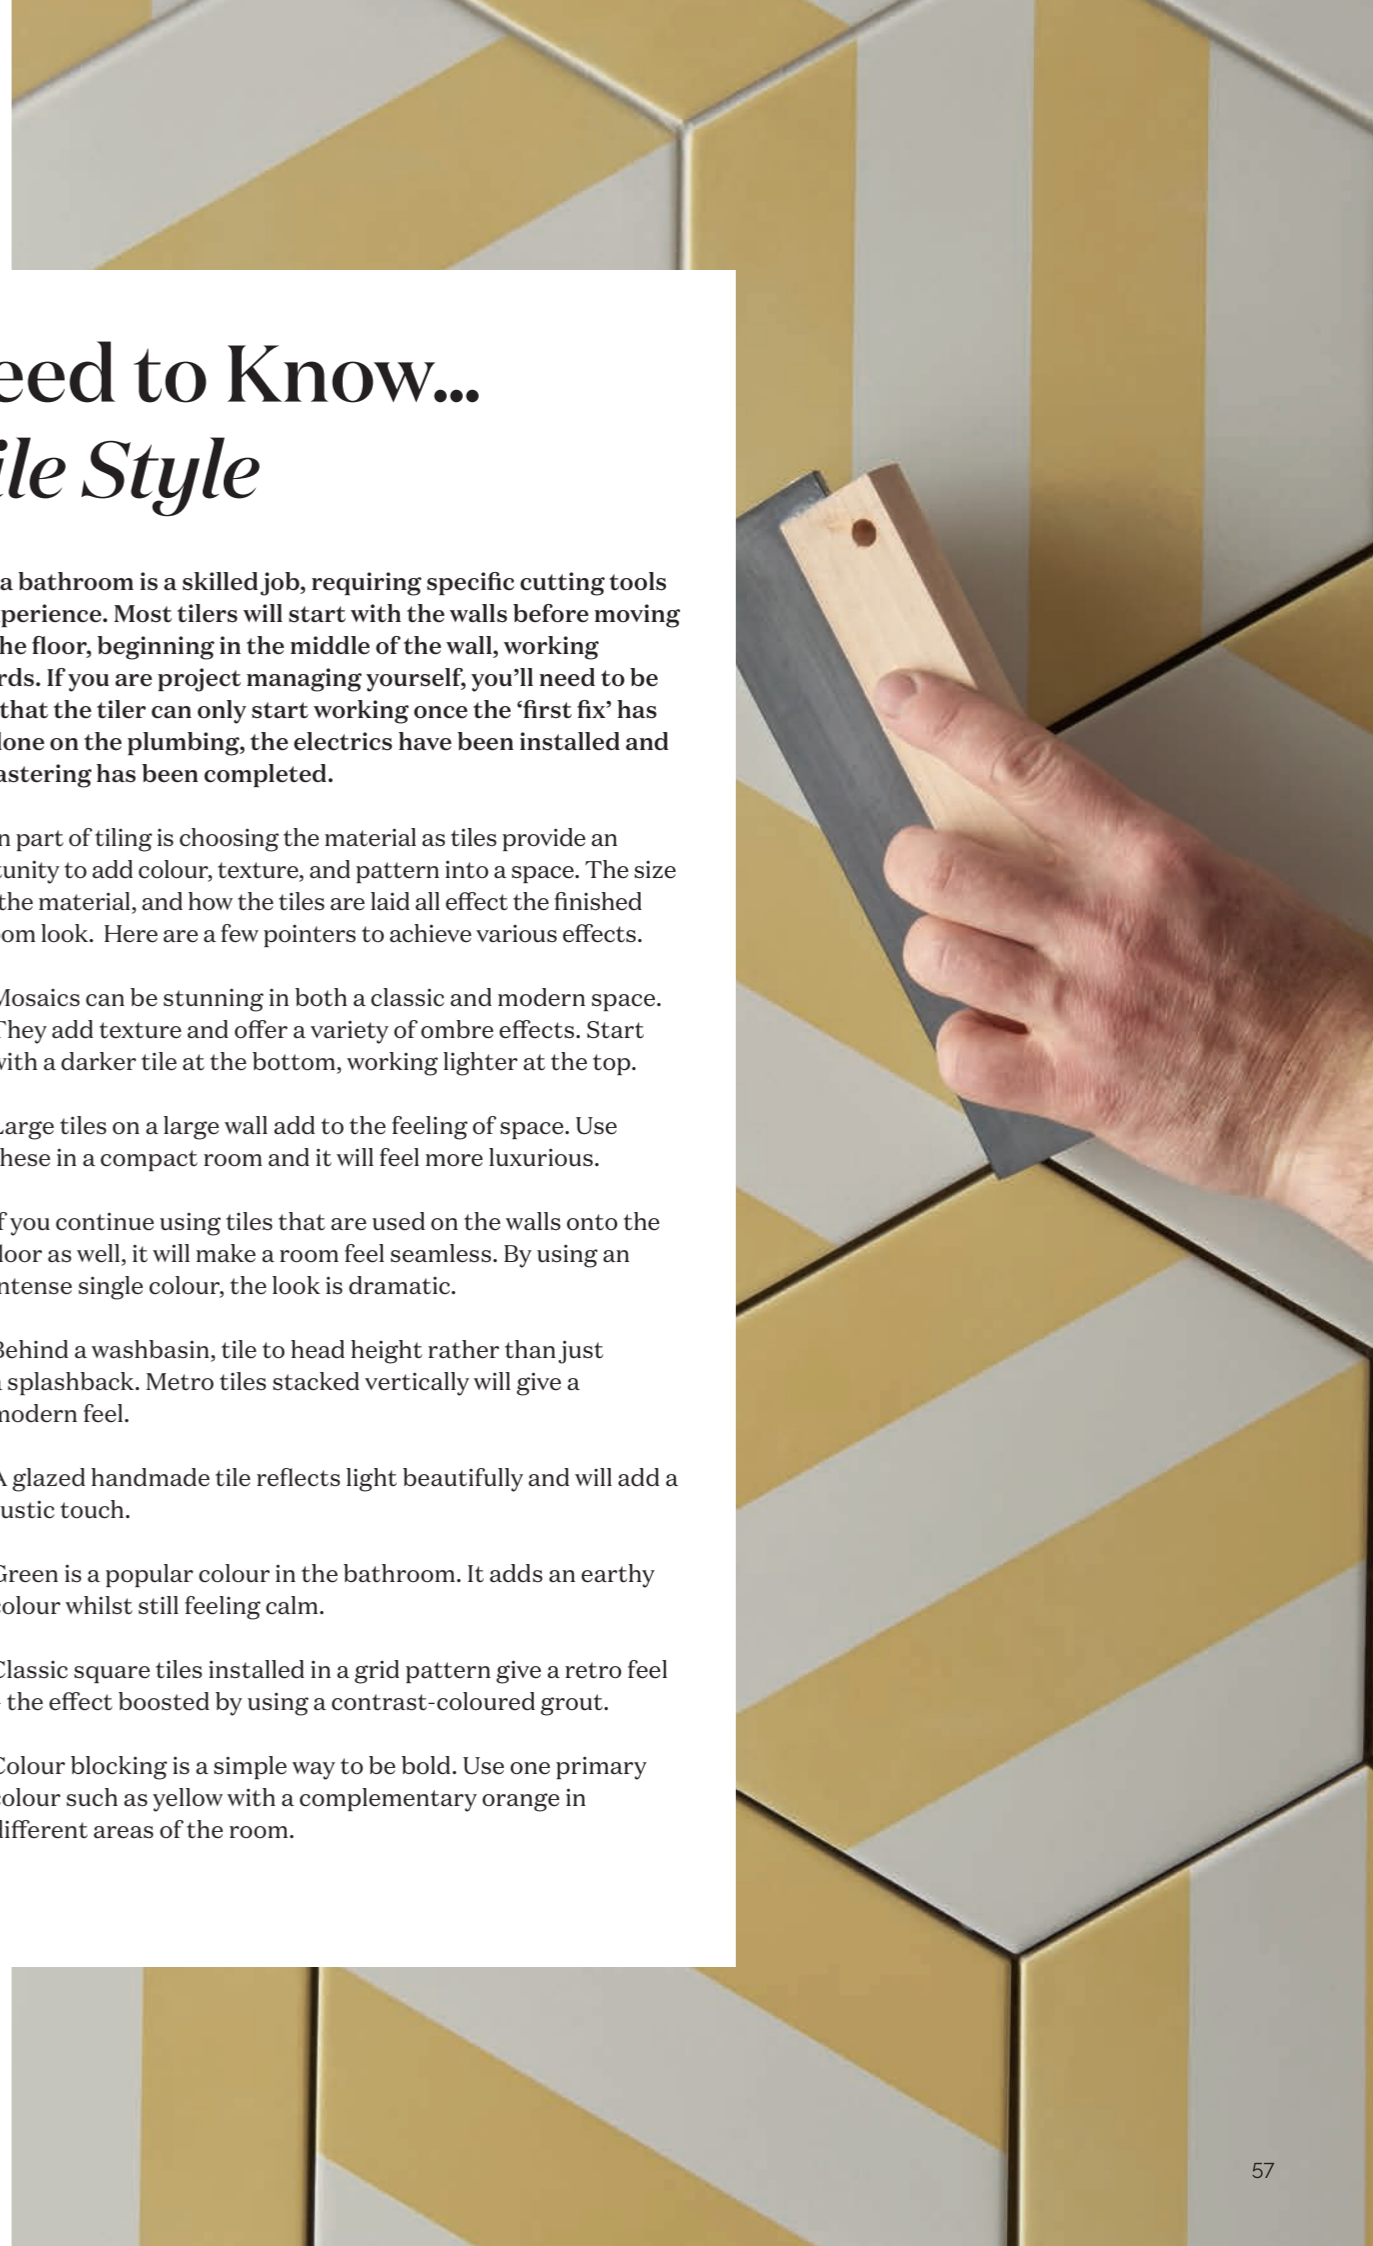 eed to Know...
ile Style
a bathroom is a skilled job, requiring specific cutting tools
perience. Most tilers will start with the walls before moving
he floor, beginning in the middle of the wall, working
rds. If you are project managing yourself, you'll need to be
that the tiler can only start working once the ‘first fix’ has
lone on the plumbing, the electrics have been installed and
astering has been completed.
n part of tiling is choosing the material as tiles provide an
tunity to add colour, texture, and pattern into a space. The size
the material, and how the tiles are laid all effect the finished
om look. Here are a few pointers to achieve various effects.
Mosaics can be stunning in both a classic and modern space.
They add texture and offer a variety of ombre effects. Start
with a darker tile at the bottom, working lighter at the top.
Large tiles on a large wall add to the feeling of space. Use
hese in a compact room and it will feel more luxurious.
f you continue using tiles that are used on the walls onto the
loor as well, it will make a room feel seamless. By using an
ntense single colour, the look is dramatic.
Behind a washbasin, tile to head height rather than just
splashback. Metro tiles stacked vertically will give a
modern feel.
A glazed handmade tile reflects light beautifully and will add a
ustic touch.
Green is a popular colour in the bathroom. It adds an earthy
colour whilst still feeling calm.
Classic square tiles installed in a grid pattern give a retro feel
- the effect boosted by using a contrast-coloured grout.
Colour blocking is a simple way to be bold. Use one primary
colour such as yellow with a complementary orange in
different areas of the room.
57